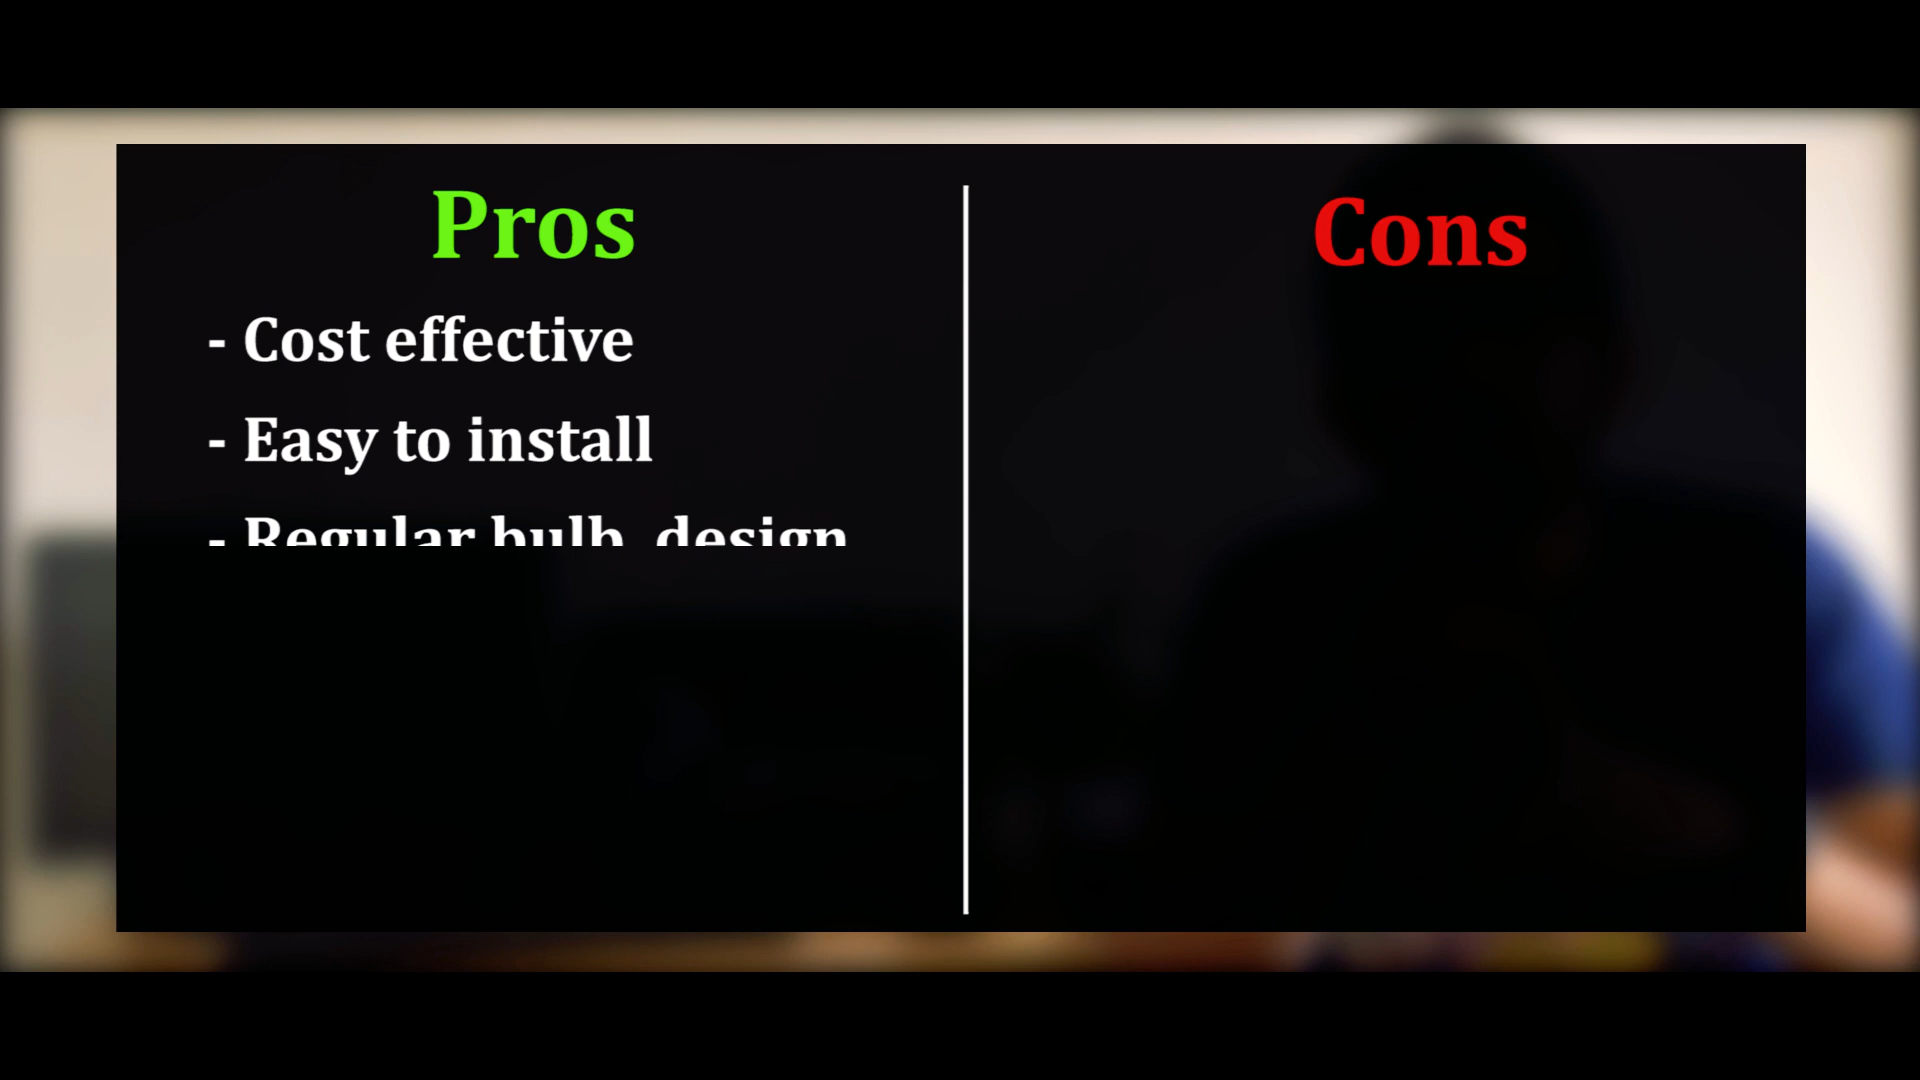 Pros
Cons
- Cost effective
- Easy to install
- Regular bulb design